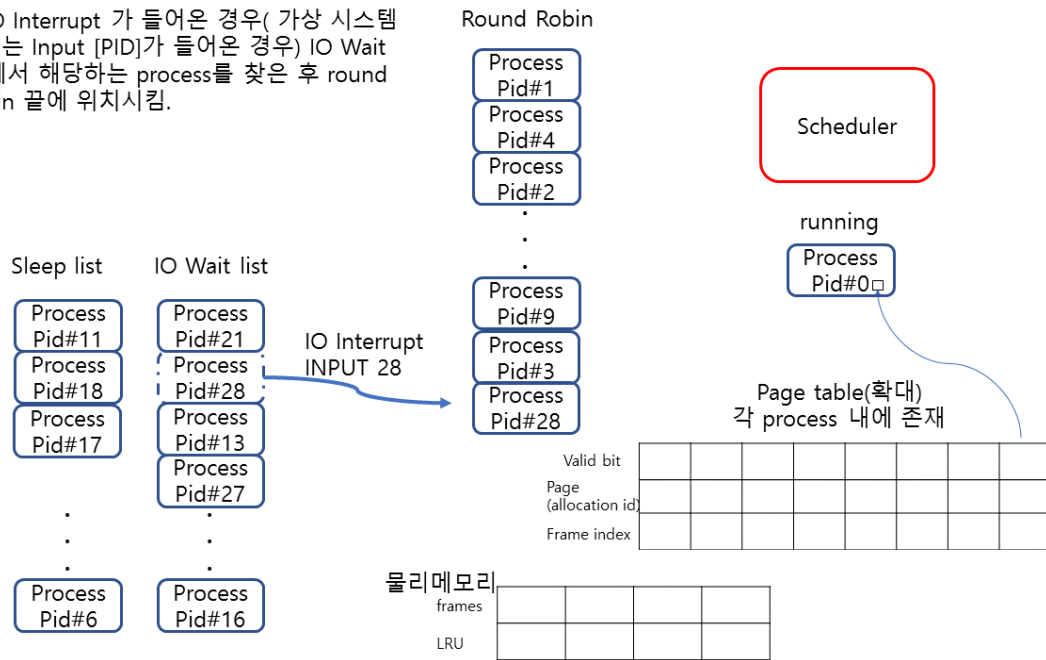 Interrupt 가 들어온 경우( 가상 시스템
는 Input [PID]가 들어온 경우) IO Wait
에서 해당하는 process를 찾은 후 round
끝에 위치시킴.
Round Robin
Process
Pid#1
Process
Pid#4
Process
Pid#2
.
.
.
Process
Pid#9
Process
Pid#3
Process
Pid#28
Scheduler
running
Process
Pid#0□
Sleep list
Process
Pid#11
Process
Pid#18
Process
Pid#17
.
.
.
Process
Pid#6
IO Wait list
Process
Pid#21
Process
Pid#28
Process
Pid#13
Process
Pid#27
.
.
.
Process
Pid#16
IO Interrupt
INPUT 28
Page table(확대)
각 process 내에 존재
Valid bit
Page
(allocation id)
Frame index
물리메모리
frames
LRU